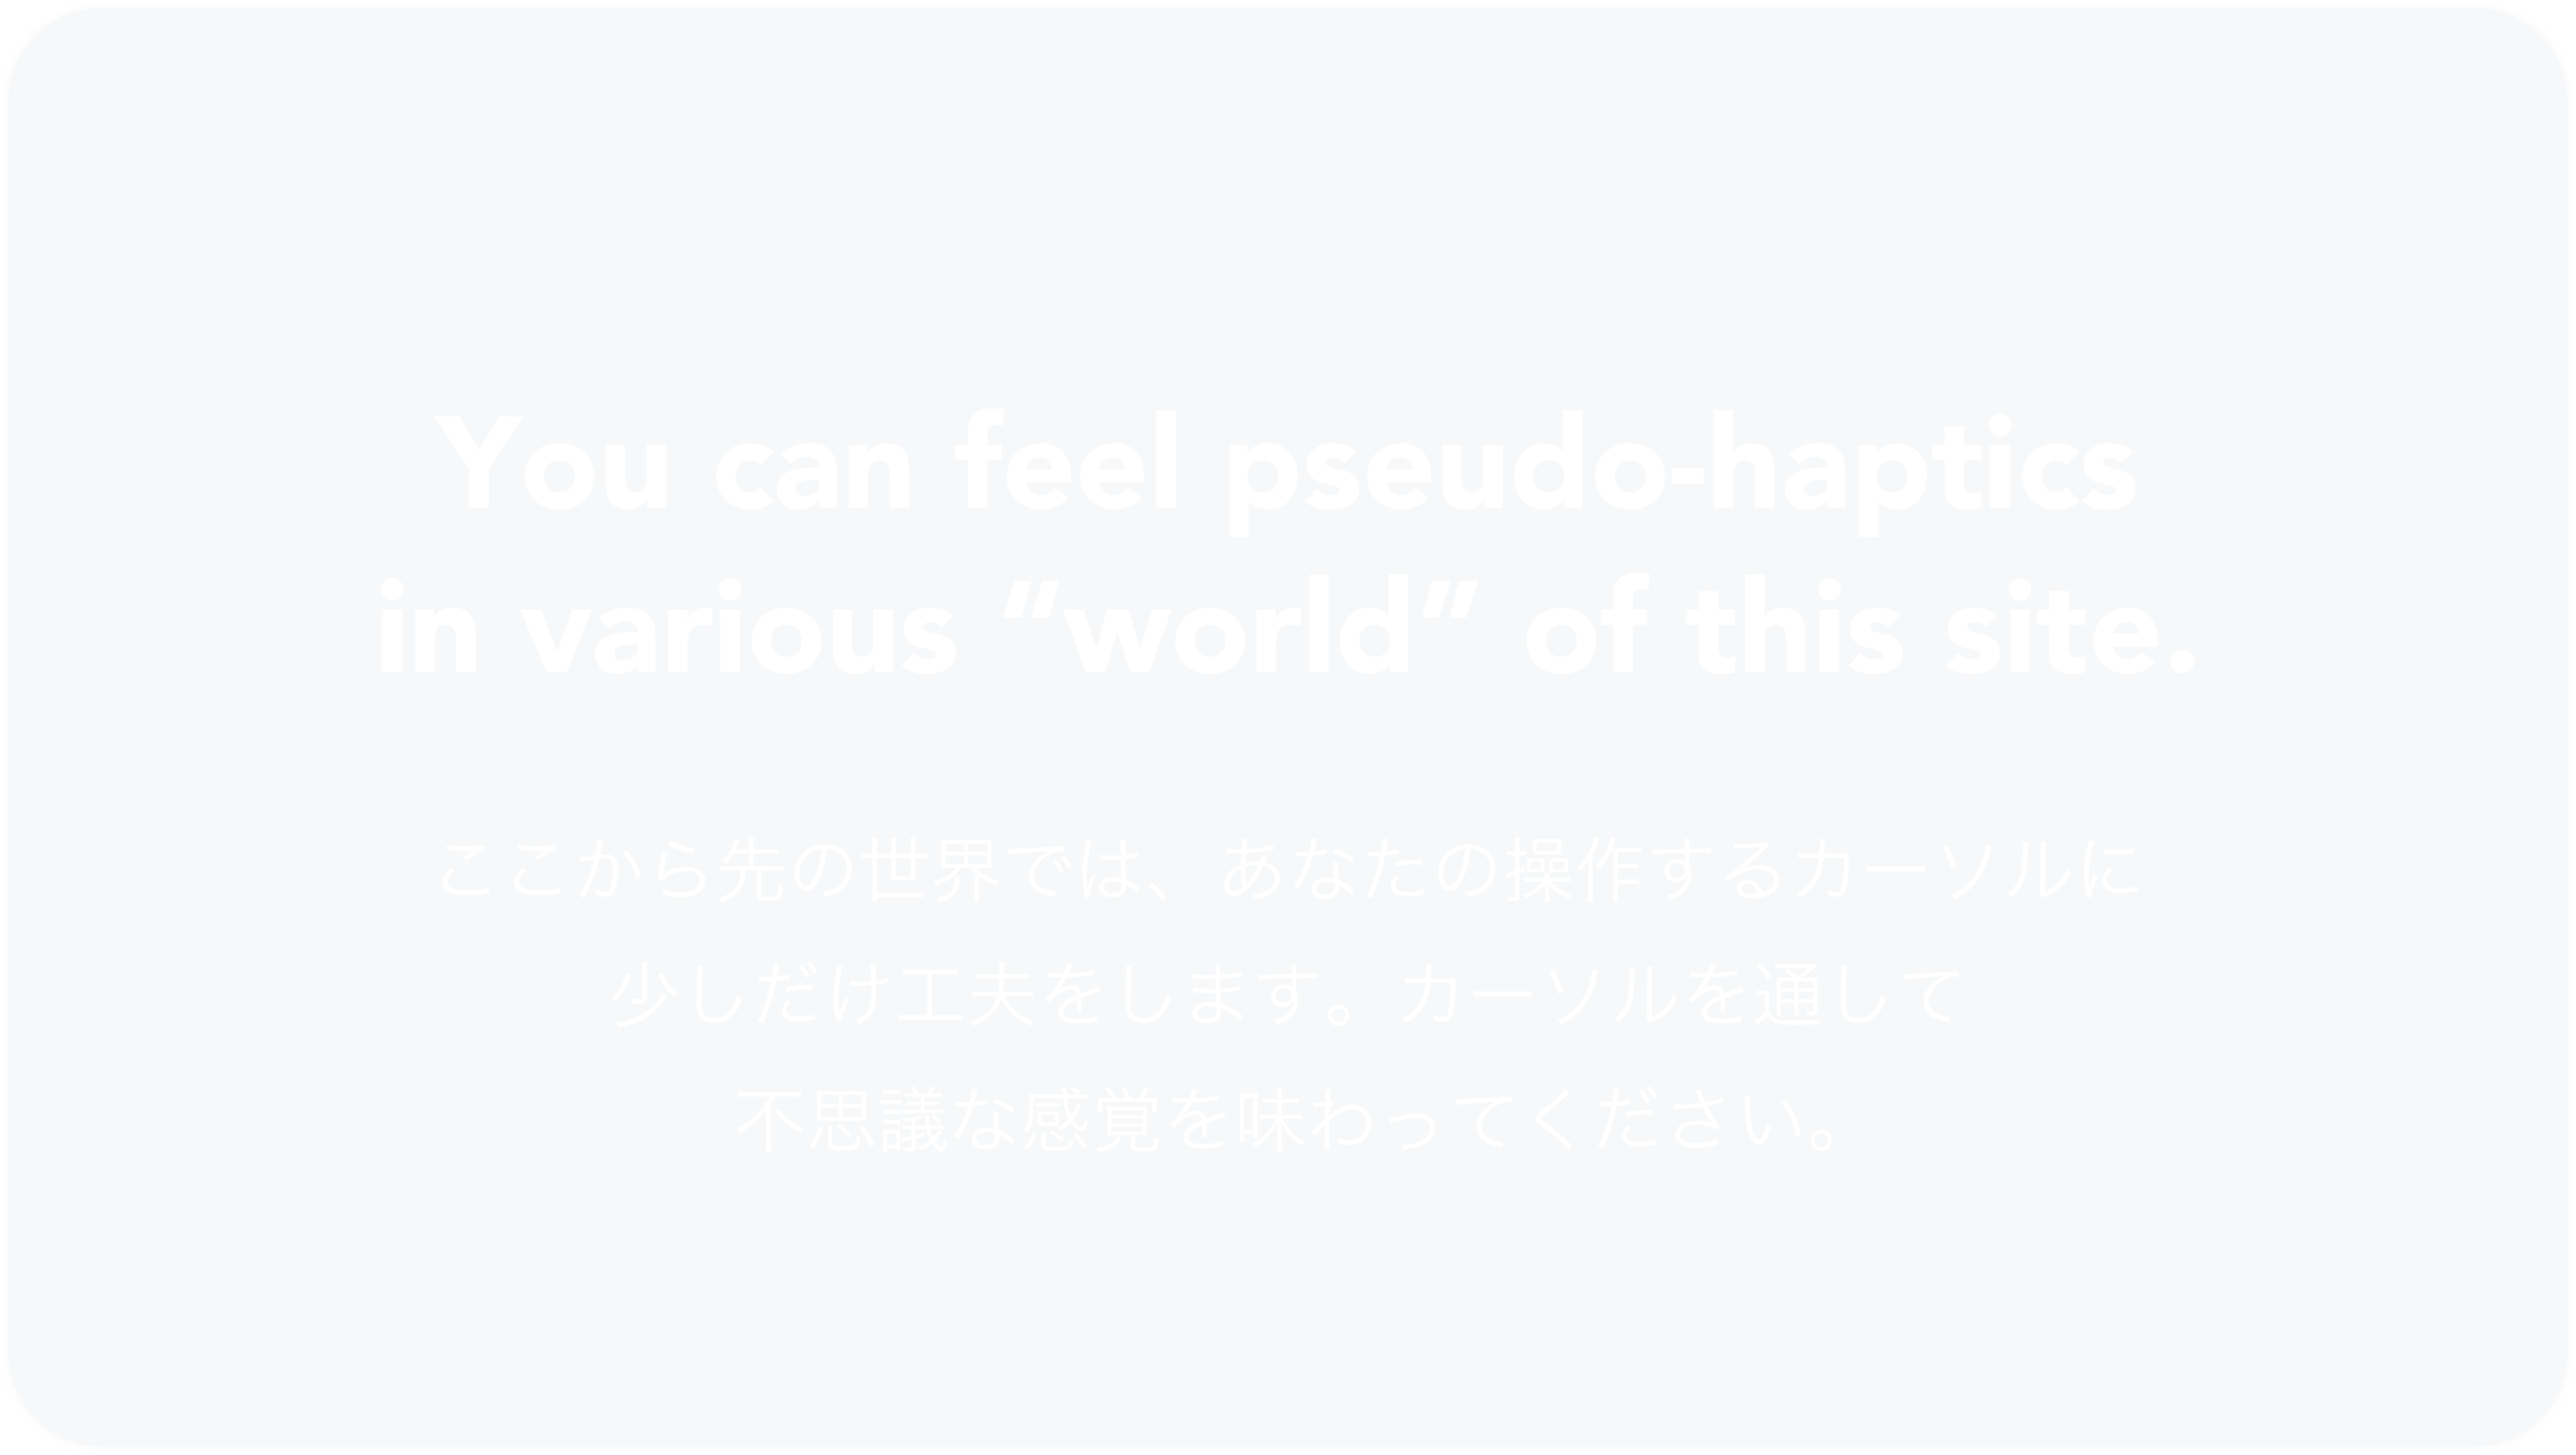 You can feel pseudo-haptics
in various “world” of this site.
ここから先の世界では、あなたの操作するカーソルに
少しだけ工夫をします。カーソルを通して
不思議な感覚を味わってください。